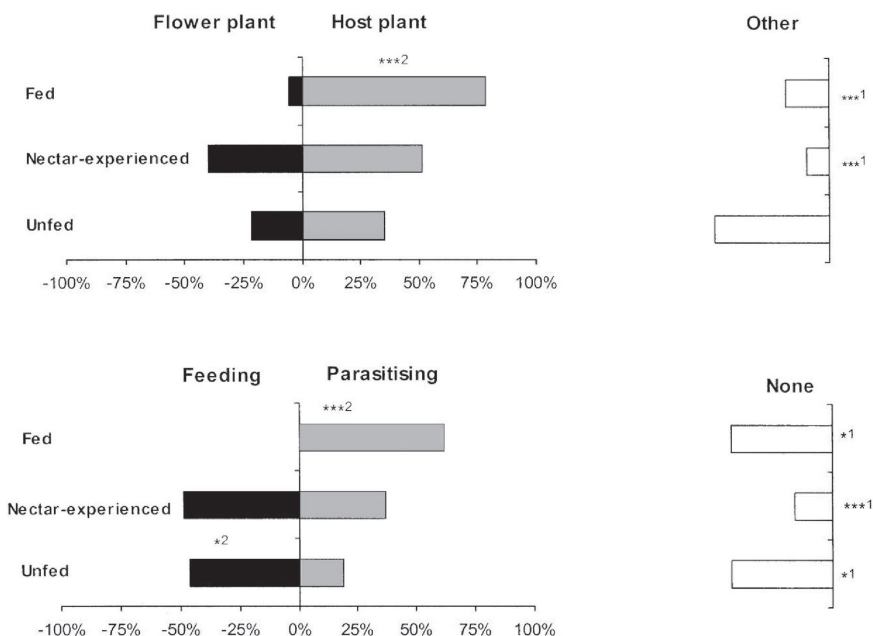 Flower plant Host plant Other
***2
Fed ***1
Nectar-experienced ***1
Unfed
-100% -75% -50% -25% 0% 25% 50% 75% 100%
Feeding Parasitising None
***2
Fed *1
Nectar-experienced ***1
*2
Unfed *1
-100% -75% -50% -25% 0% 25% 50% 75% 100%